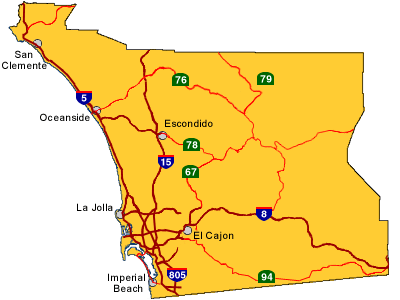 San
Clemente
76
79
5
Oceanside
Escondido
78
15
67
La Jolla
8
El Cajon
Imperial
Beach
805
94